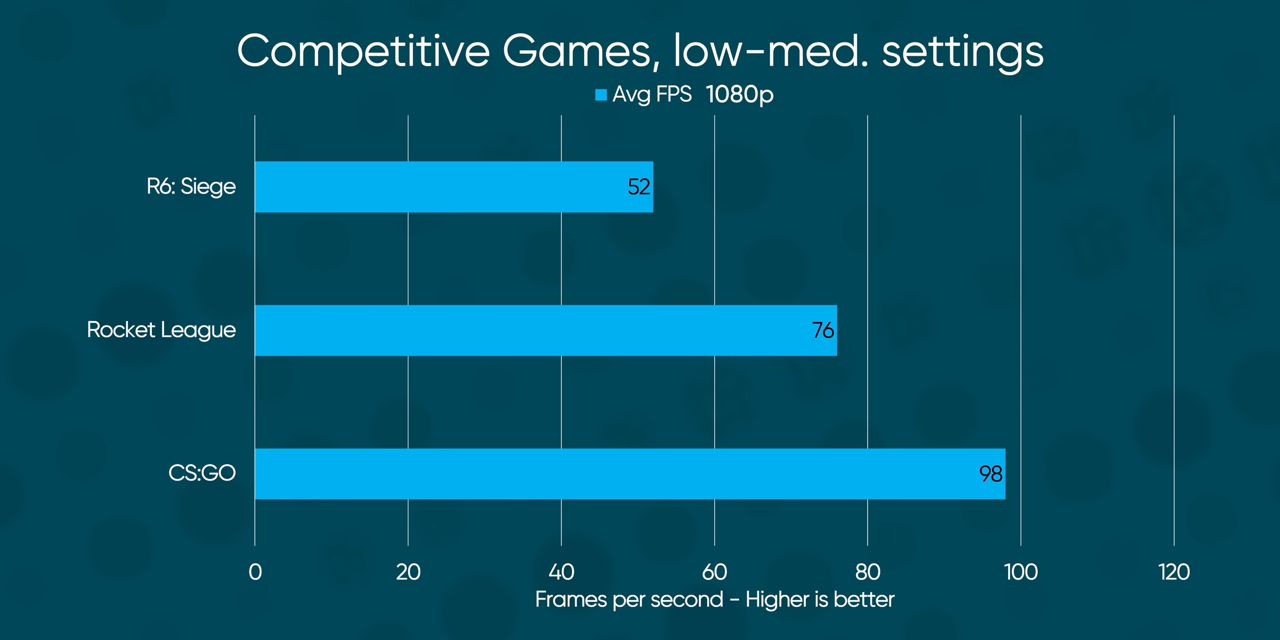 Competitive Games, low-med. settings
Avg FPS 1080p
R6: Siege 52
Rocket League 76
CS:GO 98
0 20 40 60 80 100 120
Frames per second - Higher is better